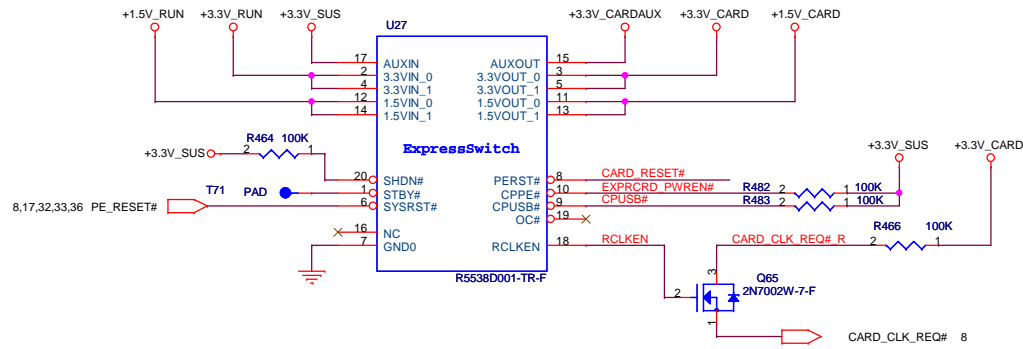 +1.5V_RUN +3.3V_RUN +3.3V_SUS +3.3V_CARDAUX +3.3V_CARD +1.5V_CARD
U27
17 AUXIN AUXOUT 15
2 3.3VIN_0 3.3VOUT_0 3
4 3.3VIN_1 3.3VOUT_1 5
12 1.5VIN_0 1.5VOUT_0 11
14 1.5VIN_1 1.5VOUT_1 13
ExpressSwitch
R464 100K
+3.3V_SUS 2 1
+3.3V_SUS +3.3V_CARD
20 SHDN# PERST# 8 CARD_RESET#
T71 PAD 1 STBY# CPPE# 10 EXPRCRD_PWREN# R482 2 1 100K
8,17,32,33,36 PE_RESET# 6 SYSRST# CPUSB# 9 CPUSB# R483 2 1 100K
OC# 19
16 NC
7 GND0 RCLKEN 18 RCLKEN CARD_CLK_REQ#_R 2 R466 1 100K
R5538D001-TR-F
3 Q65
2 2N7002W-7-F
1
CARD_CLK_REQ# 8